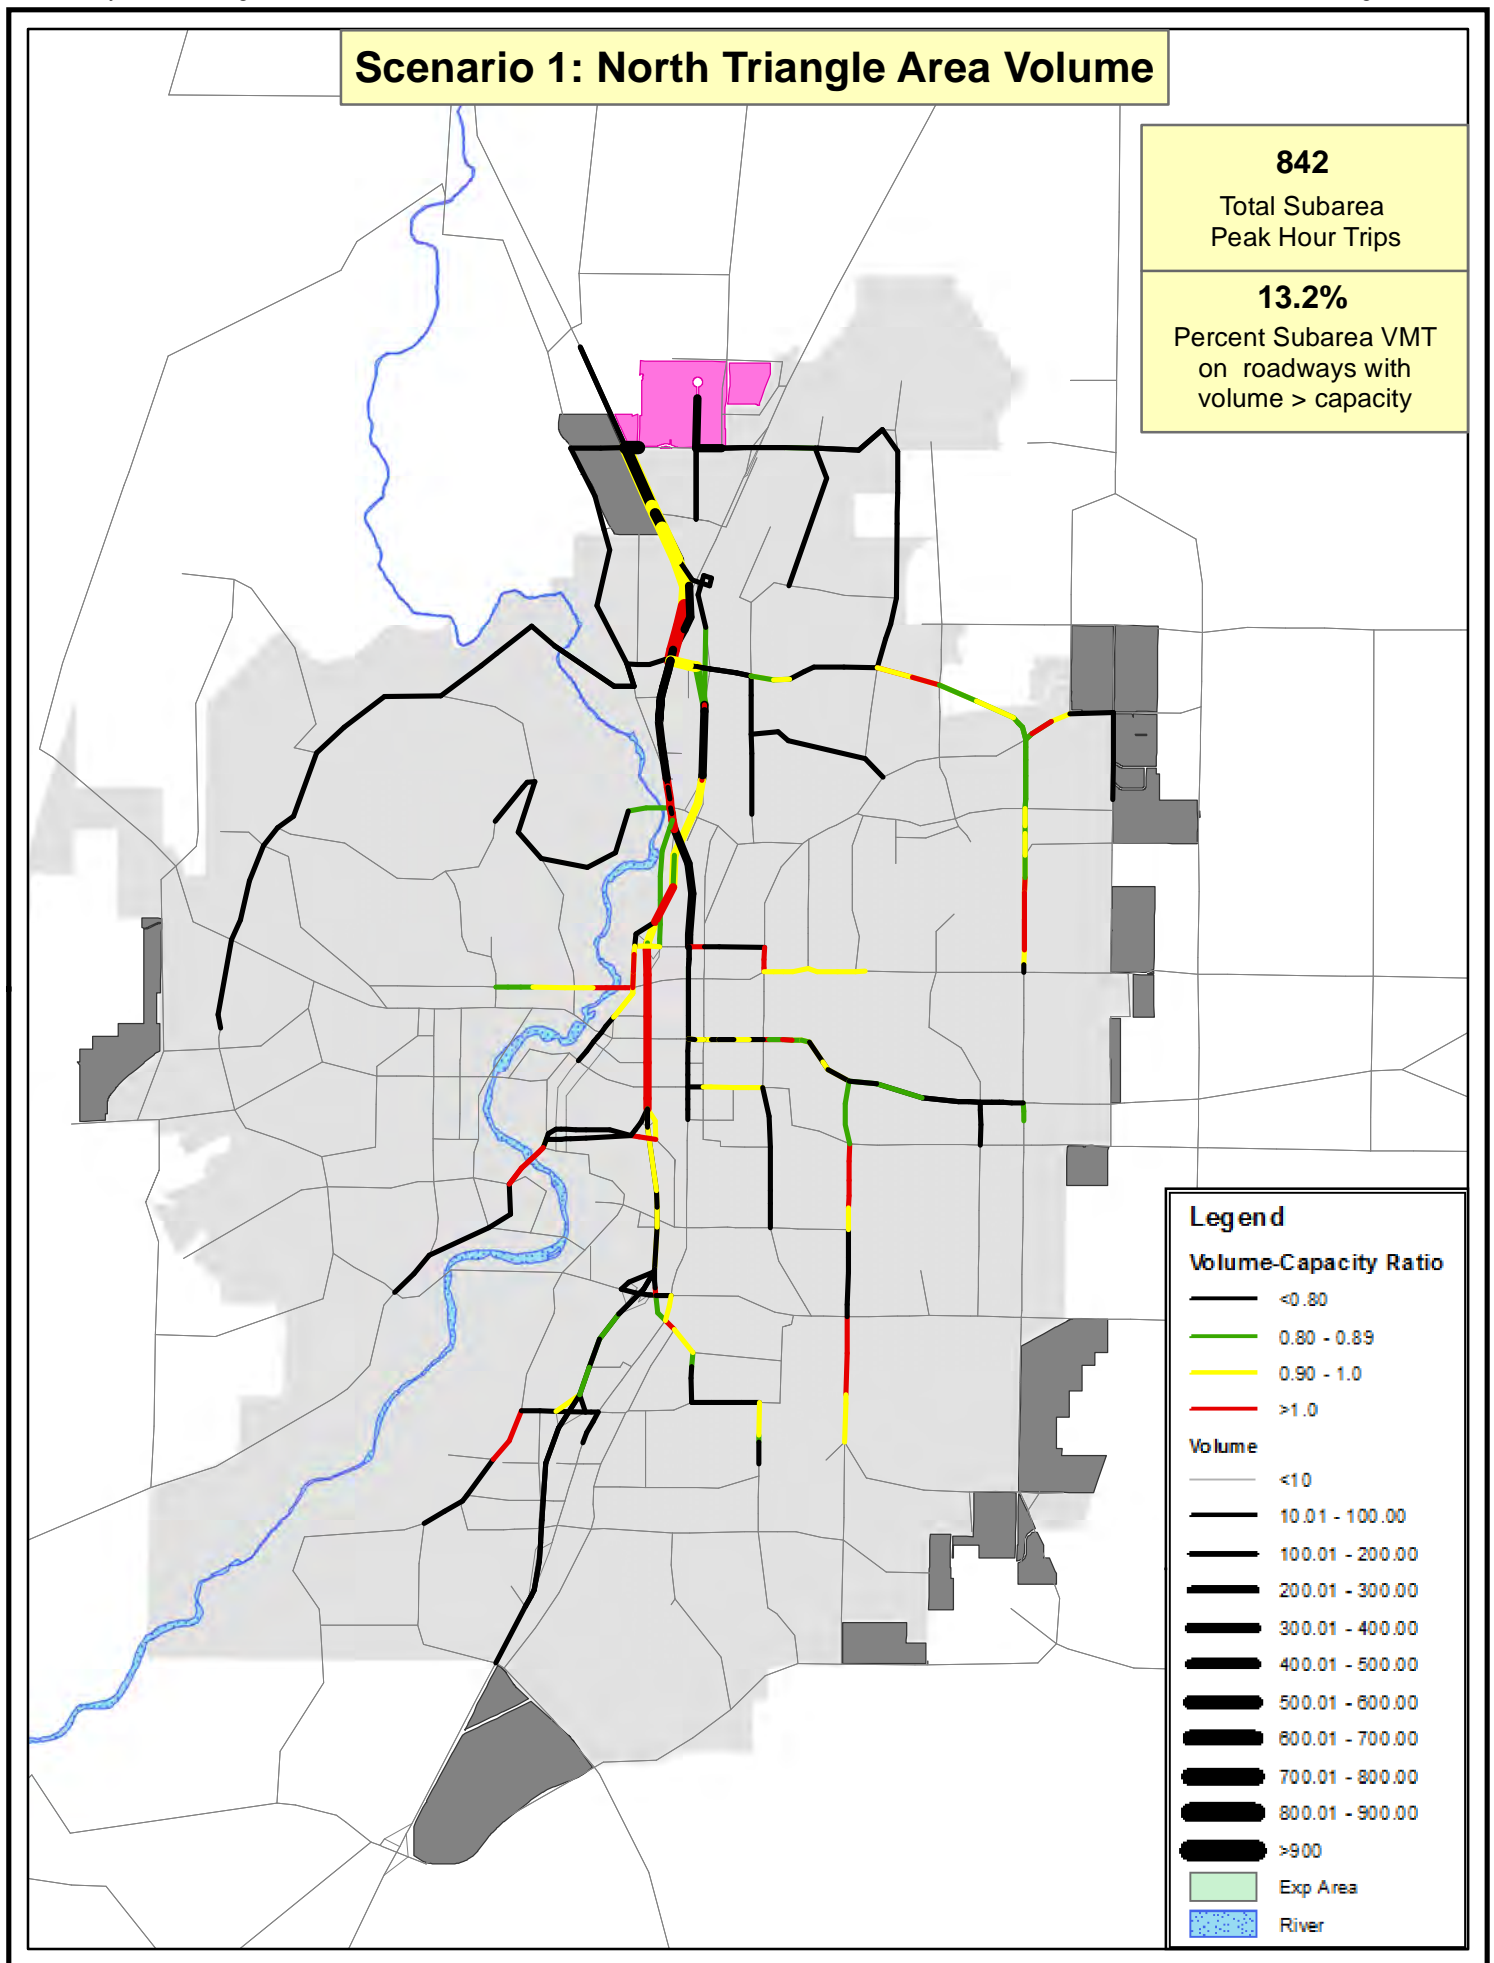 Scenario 1: North Triangle Area Volume
842
Total Subarea
Peak Hour Trips
13.2%
Percent Subarea VMT
on roadways with
volume > capacity
Legend
Volume-Capacity Ratio
<0.80
0.80 - 0.89
0.90 - 1.0
>1.0
Volume
<10
10.01 - 100.00
100.01 - 200.00
200.01 - 300.00
300.01 - 400.00
400.01 - 500.00
500.01 - 600.00
600.01 - 700.00
700.01 - 800.00
800.01 - 900.00
>900
Exp Area
River